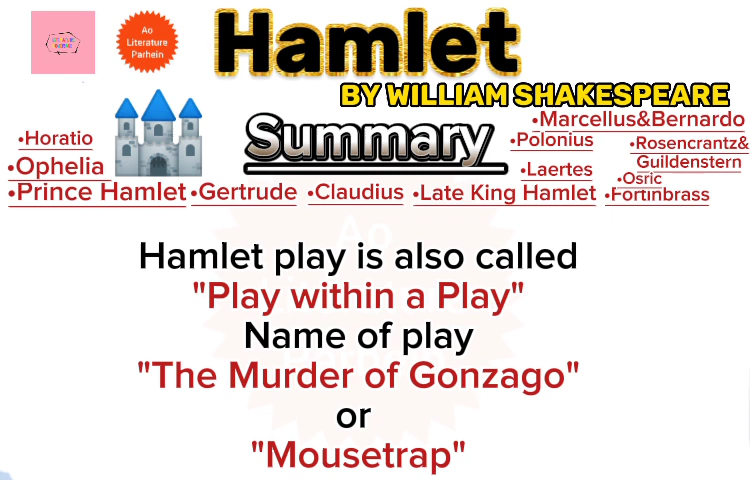 Ao
Literature
Parhein
Hamlet
BY WILLIAM SHAKESPEARE
Summary
•Marcellus&Bernardo
•Horatio
•Polonius
•Rosencrantz&
Guildenstern
•Ophelia
•Laertes
•Osric
•Prince Hamlet •Gertrude •Claudius •Late King Hamlet •Fortinbrass
Hamlet play is also called
"Play within a Play"
Name of play
"The Murder of Gonzago"
or
"Mousetrap"